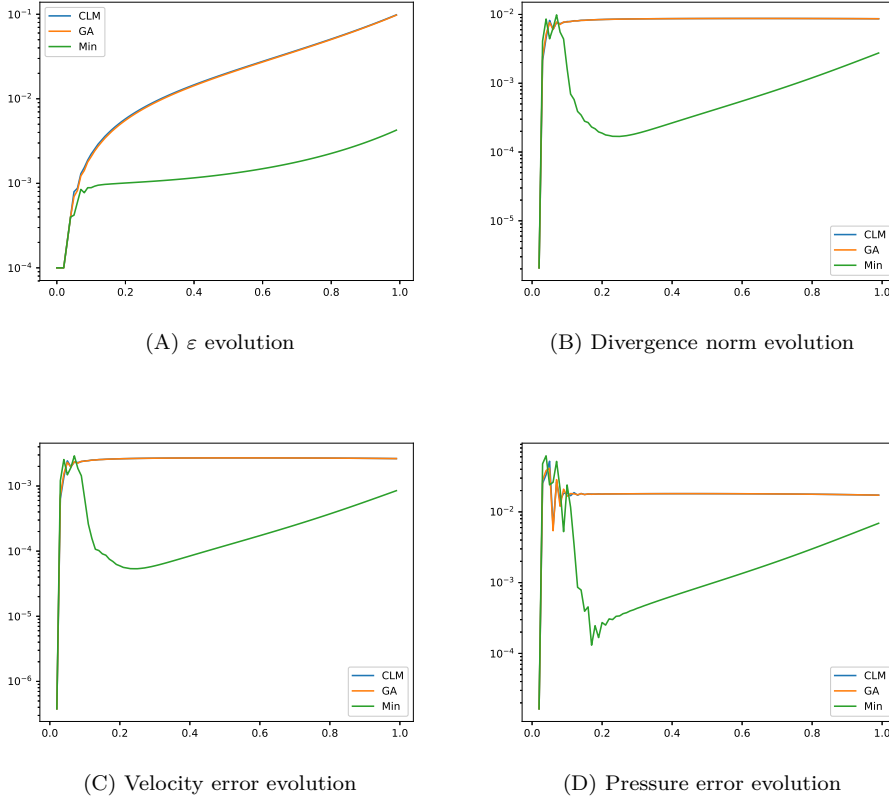 10⁻¹
10⁻²
10⁻³
10⁻⁴
CLM
GA
Min
0.0 0.2 0.4 0.6 0.8 1.0
(A) ε evolution
10⁻²
10⁻³
10⁻⁴
10⁻⁵
CLM
GA
Min
0.0 0.2 0.4 0.6 0.8 1.0
(B) Divergence norm evolution
10⁻³
10⁻⁴
10⁻⁵
10⁻⁶
CLM
GA
Min
0.0 0.2 0.4 0.6 0.8 1.0
(C) Velocity error evolution
10⁻²
10⁻³
10⁻⁴
CLM
GA
Min
0.0 0.2 0.4 0.6 0.8 1.0
(D) Pressure error evolution